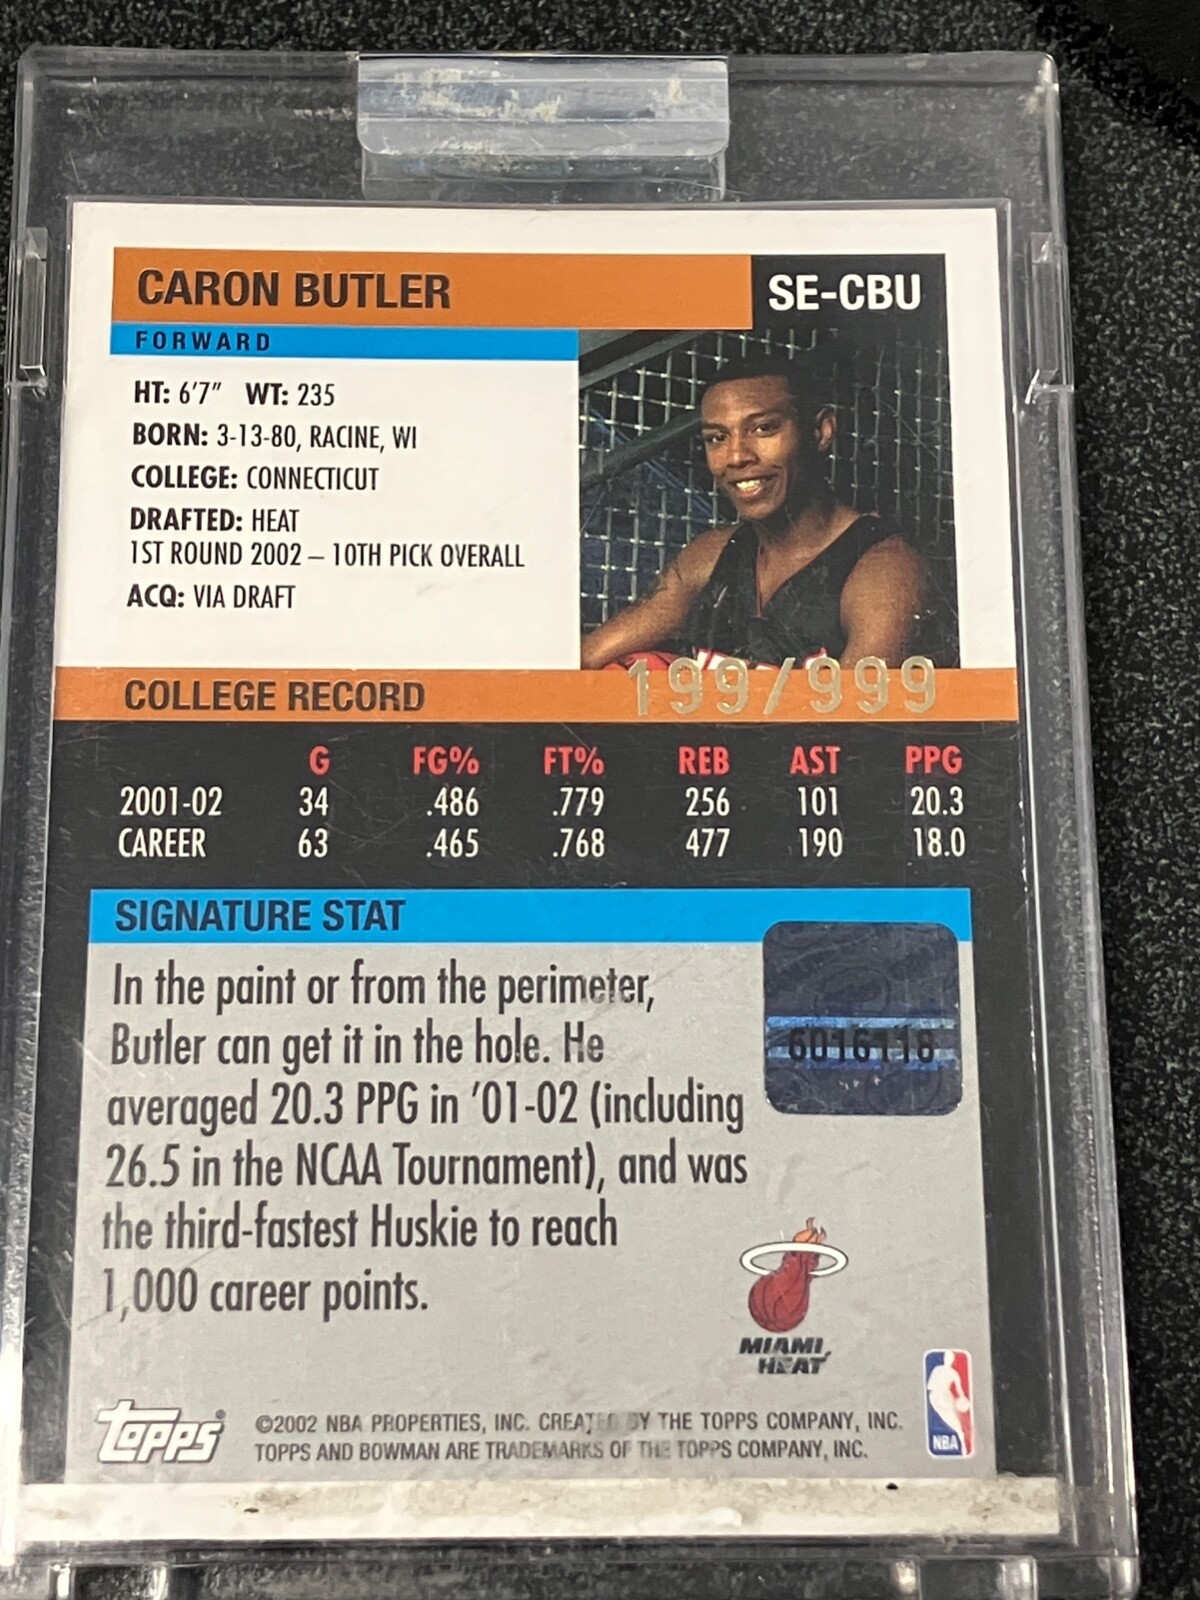 CARON BUTLER
SE-CBU
FORWARD
HT: 6'7" WT: 235
BORN: 3-13-80, RACINE, WI
COLLEGE: CONNECTICUT
DRAFTED: HEAT
1ST ROUND 2002 – 10TH PICK OVERALL
ACQ: VIA DRAFT
COLLEGE RECORD
199/999
G FG% FT% REB AST PPG
2001-02 34 .486 .779 256 101 20.3
CAREER 63 .465 .768 477 190 18.0
SIGNATURE STAT
In the paint or from the perimeter,
Butler can get it in the hole. He
averaged 20.3 PPG in '01-02 (including
26.5 in the NCAA Tournament), and was
the third-fastest Huskie to reach
1,000 career points.
MIAMI
HEAT
Topps®
©2002 NBA PROPERTIES, INC. CREATED BY THE TOPPS COMPANY, INC.
TOPPS AND BOWMAN ARE TRADEMARKS OF THE TOPPS COMPANY, INC.
NBA